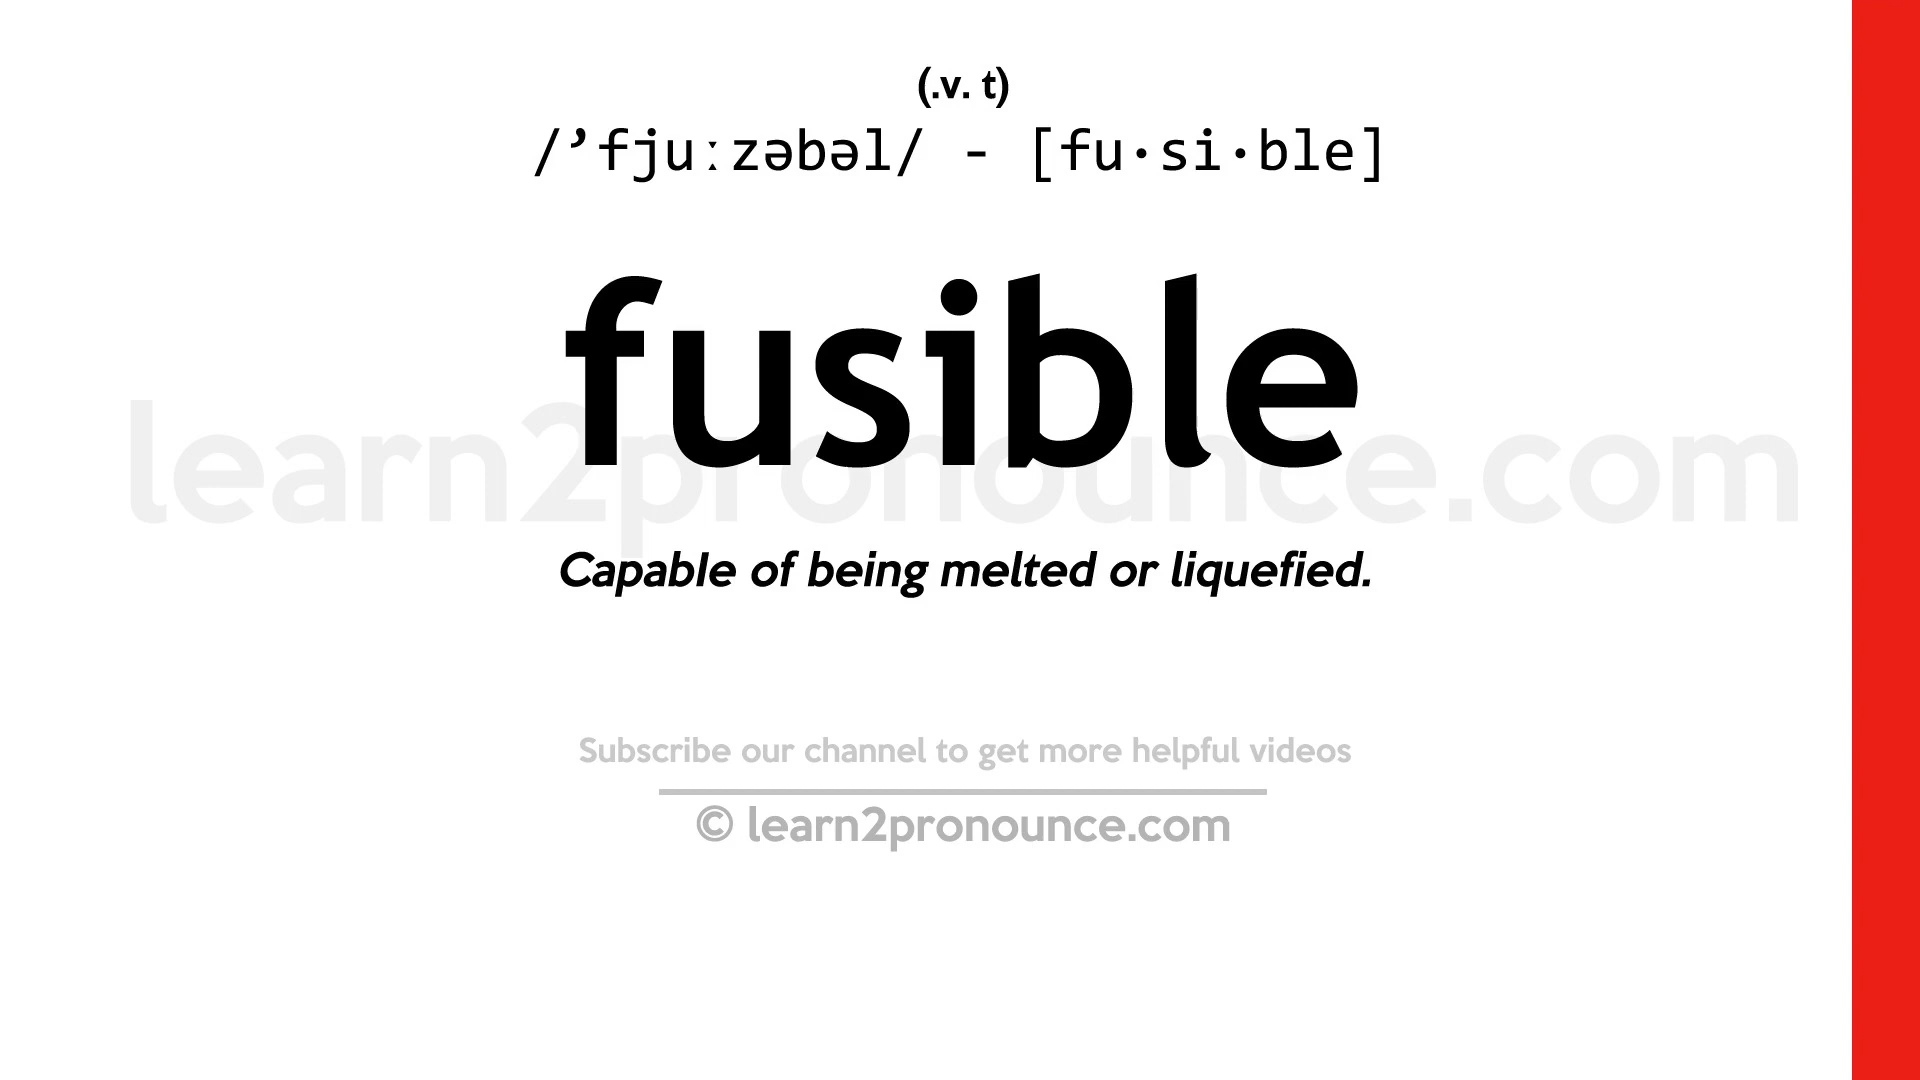 (.v. t)
/’fjuːzəbəl/ - [fu·si·ble]
fusible
learn2pronounce.com
Capable of being melted or liquefied.
Subscribe our channel to get more helpful videos
© learn2pronounce.com